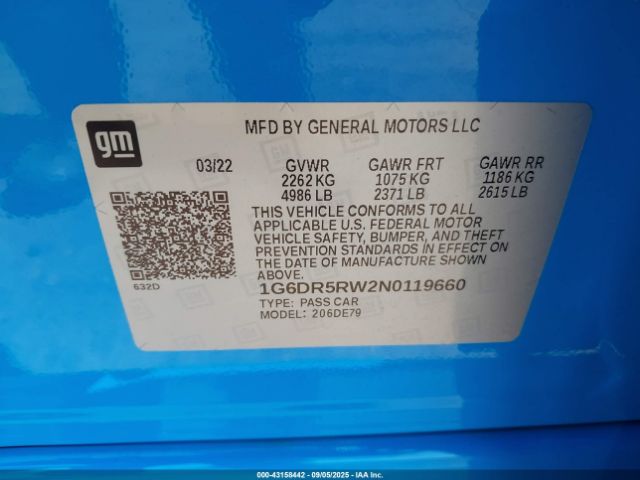 gm
MFD BY GENERAL MOTORS LLC
03/22 GVWR GAWR FRT GAWR RR
2262 KG 1075 KG 1186 KG
4986 LB 2371 LB 2615 LB
THIS VEHICLE CONFORMS TO ALL
APPLICABLE U.S. FEDERAL MOTOR
VEHICLE SAFETY, BUMPER, AND THEFT
PREVENTION STANDARDS IN EFFECT ON
THE DATE OF MANUFACTURE SHOWN
ABOVE.
632D
1G6DR5RW2N0119660
TYPE: PASS CAR
MODEL: 206DE79
000-43158442 - 09/05/2025 - IAAI.COM